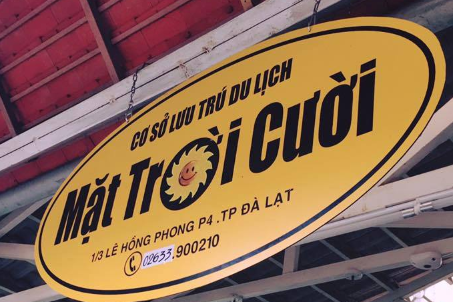 CƠ SỞ LƯU TRÚ DU LỊCH
Mặt Trời Cười
1/3 LÊ HỒNG PHONG P4 . TP ĐÀ LẠT
02633.900210